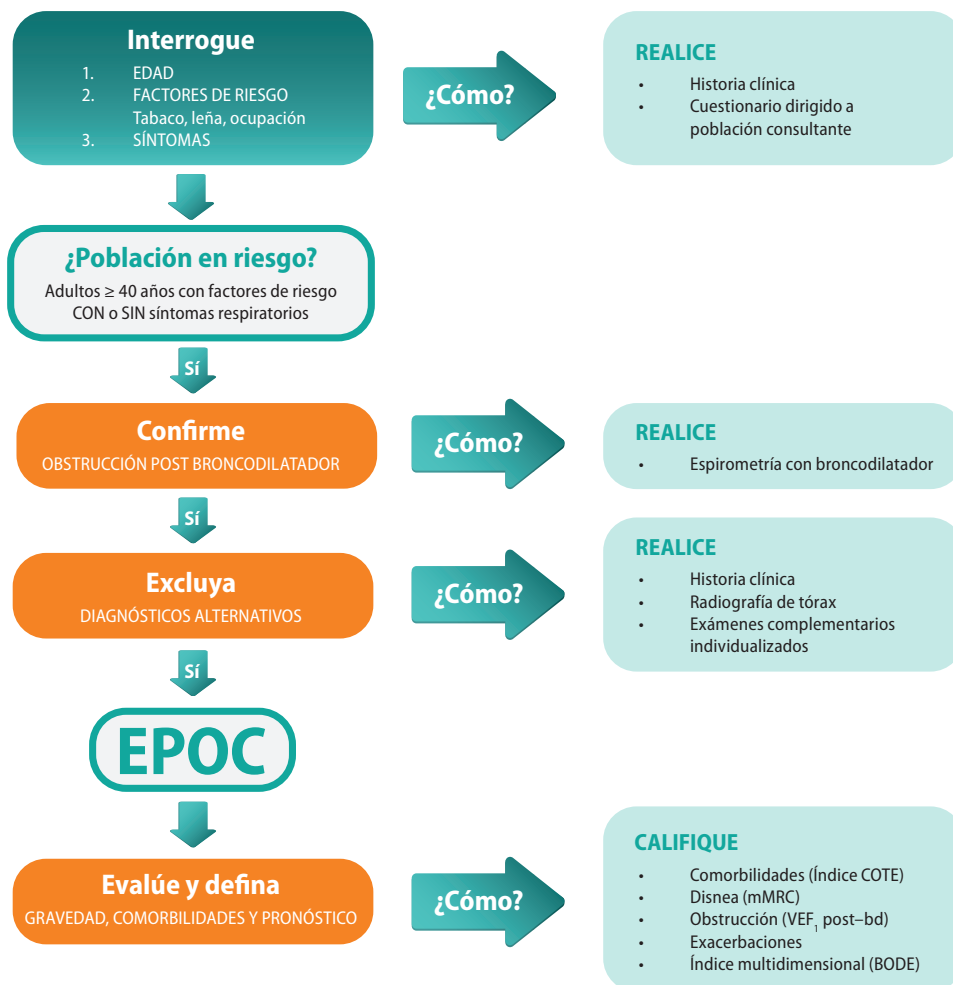 Interrogue
1. EDAD
2. FACTORES DE RIESGO
Tabaco, leña, ocupación
3. SÍNTOMAS
¿Cómo?
REALICE
• Historia clínica
• Cuestionario dirigido a
población consultante
¿Población en riesgo?
Adultos ≥ 40 años con factores de riesgo
CON o SIN síntomas respiratorios
Sí
Confirme
OBSTRUCCIÓN POST BRONCODILATADOR
¿Cómo?
REALICE
• Espirometría con broncodilatador
Sí
Excluya
DIAGNÓSTICOS ALTERNATIVOS
¿Cómo?
REALICE
• Historia clínica
• Radiografía de tórax
• Exámenes complementarios
individualizados
Sí
EPOC
Evalúe y defina
GRAVEDAD, COMORBILIDADES Y PRONÓSTICO
¿Cómo?
CALIFIQUE
• Comorbilidades (Índice COTE)
• Disnea (mMRC)
• Obstrucción (VEF₁ post–bd)
• Exacerbaciones
• Índice multidimensional (BODE)